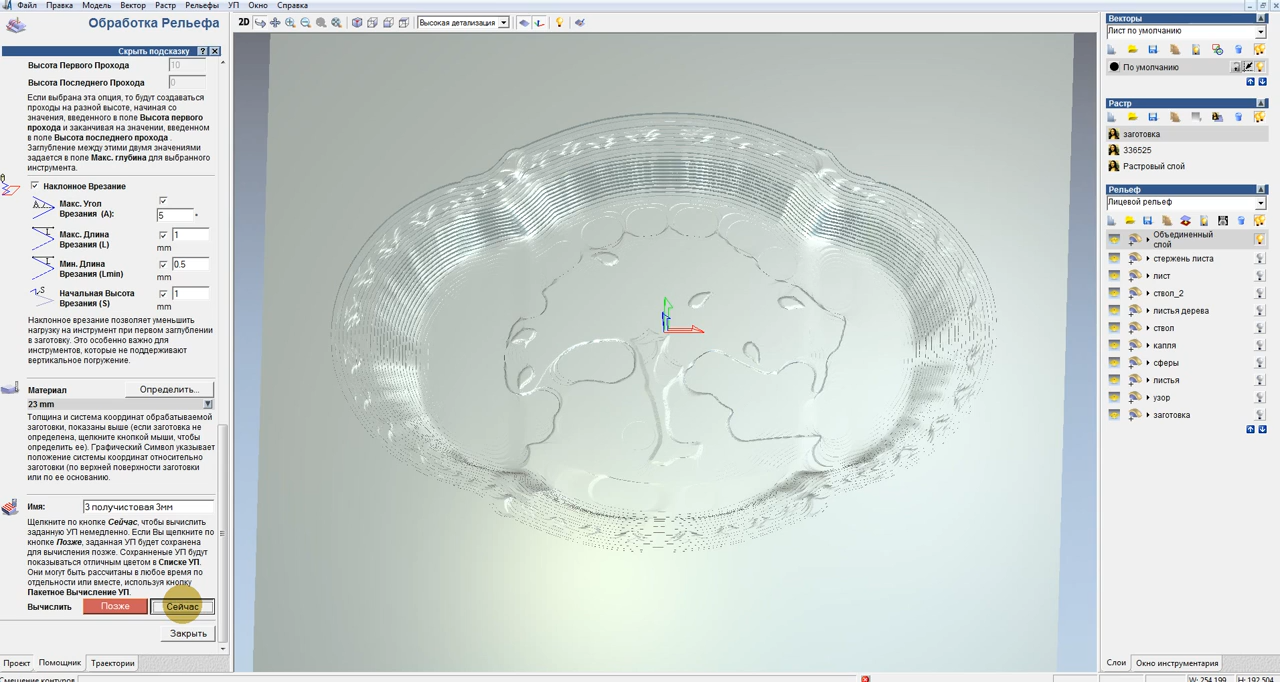 Файл Правка Модель Вектор Растр Рельефы УП Окно Справка
Обработка Рельефа
2D
Высокая детализация
Скрыть подсказку ? X
Высота Первого Прохода 10
Высота Последнего Прохода 0
Если выбрана эта опция, то будут создаваться
проходы на разной высоте, начиная со
значения, введенного в поле Высота первого
прохода и заканчивая на значении, введенном
в поле Высота последнего прохода .
Заглубление между этими двумя значениями
задается в поле Макс. глубина для выбранного
инструмента.
Наклонное Врезание
Макс. Угол
Врезания (A): 5 °
Макс. Длина
Врезания (L) 1
mm
Мин. Длина
Врезания (Lmin) 0.5
mm
Начальная Высота
Врезания (S) 1
mm
Наклонное врезание позволяет уменьшить
нагрузку на инструмент при первом заглублении
в заготовку. Это особенно важно для
инструментов, которые не поддерживают
вертикальное погружение.
Материал Определить...
23 mm
Толщина и система координат обрабатываемой
заготовки, показаны выше (если заготовка не
определена, щелкните кнопкой мыши, чтобы
определить ее). Графический Символ указывает
положение системы координат относительно
заготовки (по верхней поверхности заготовки
или по ее основанию.
Имя: 3 получистовая 3мм
Щелкните по кнопке Сейчас, чтобы вычислить
заданную УП немедленно. Если Вы щелкните по
кнопке Позже, заданная УП будет сохранена
для вычисления позже. Сохраненные УП будут
показываться отличным цветом в Списке УП.
Они могут быть рассчитаны в любое время по
отдельности или вместе, используя кнопку
Пакетное Вычисление УП.
Вычислить Позже Сейчас
Закрыть
Проект Помощник Траектории
Смещение контуров
Векторы
Лист по умолчанию
По умолчанию
Растр
заготовка
336525
Растровый слой
Рельеф
Лицевой рельеф
Объединенный
слой
стержень листа
лист
ствол_2
листья дерева
ствол
капля
сферы
листья
узор
заготовка
Слои Окно инструментария
W: 254.199 H: 192.504